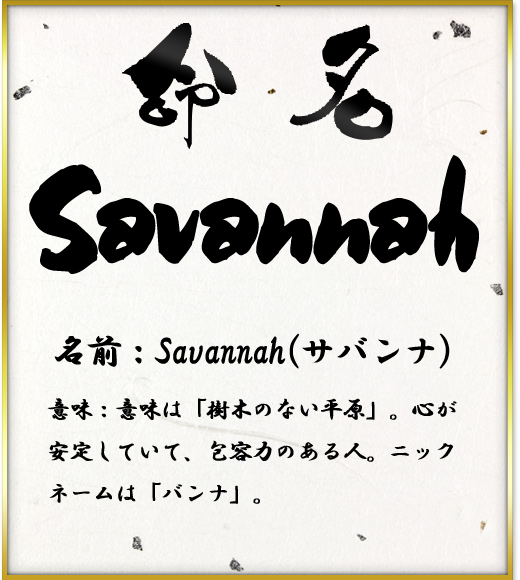 命名
Savannah
名前：Savannah(サバンナ)
意味：意味は「樹木のない平原」。心が
安定していて、包容力のある人。ニック
ネームは「バンナ」。